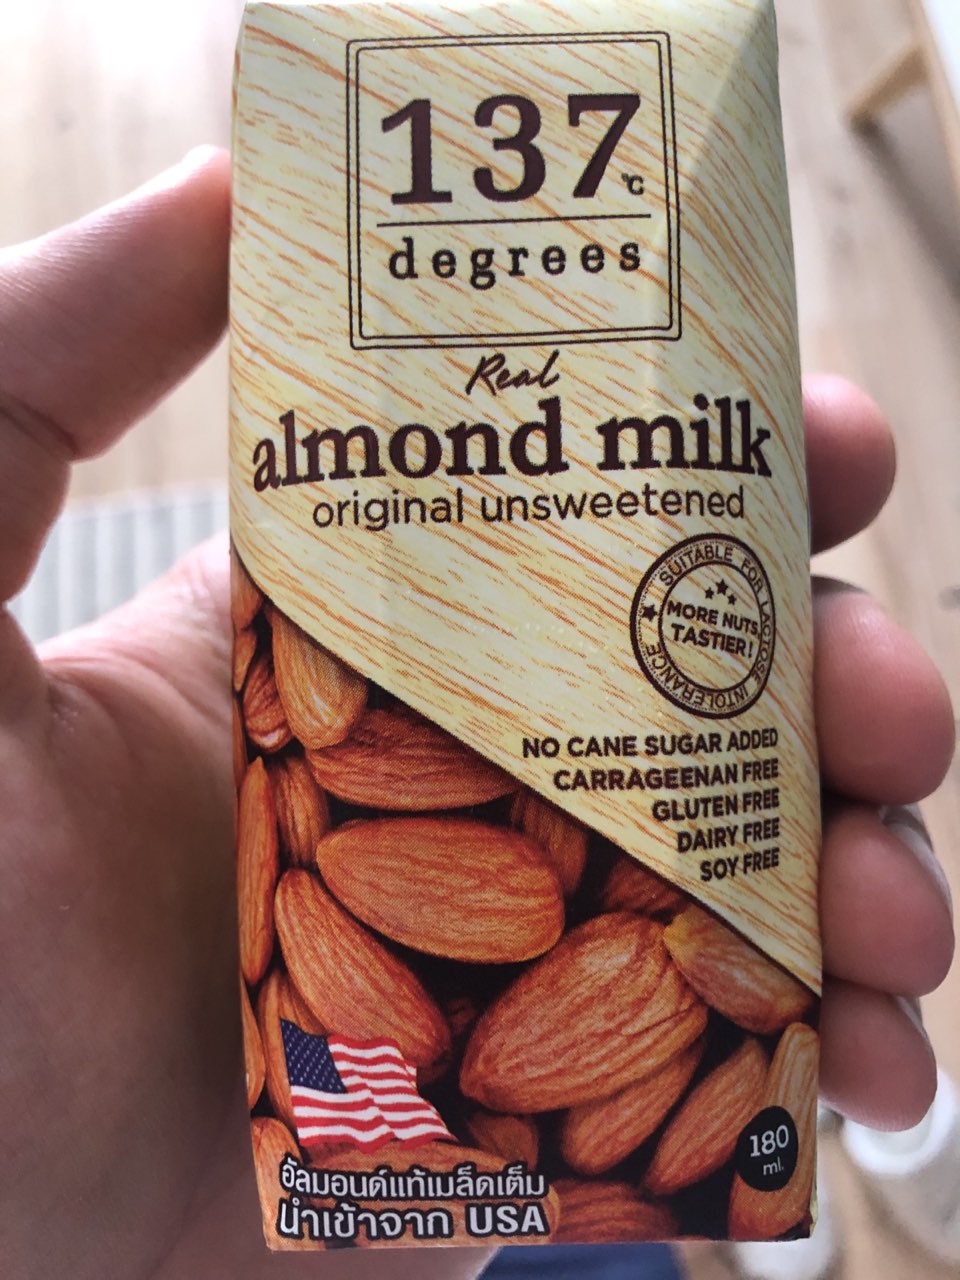 137°C
degrees
Real
almond milk
original unsweetened
SUITABLE FOR LACTOSE INTOLERANCE
MORE NUTS,
TASTIER!
NO CANE SUGAR ADDED
CARRAGEENAN FREE
GLUTEN FREE
DAIRY FREE
SOY FREE
180
ml.
อัลมอนด์แท้เมล็ดเต็ม
นำเข้าจาก USA